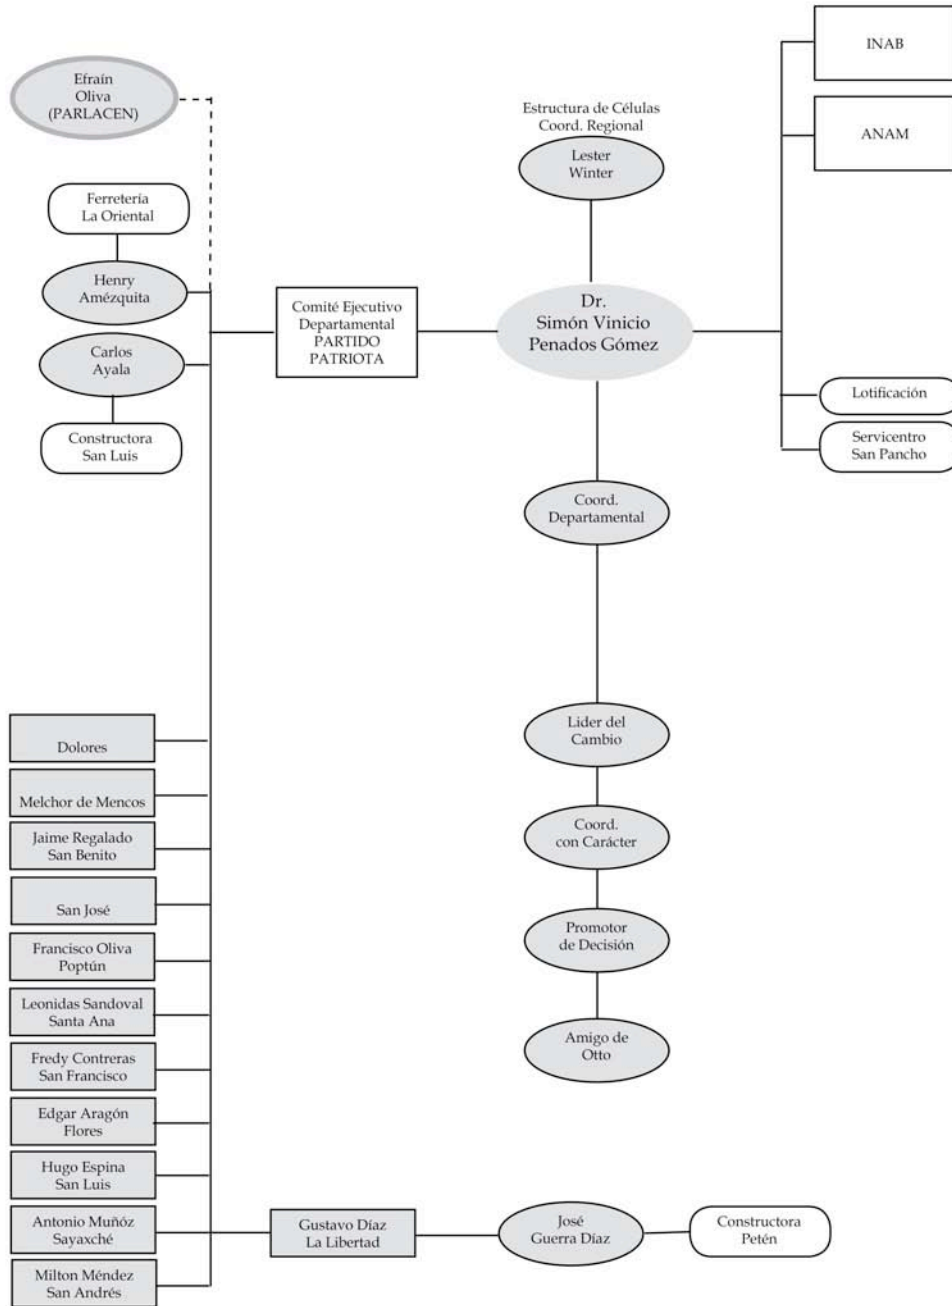 Efraín
Oliva
(PARLACEN)
Ferretería
La Oriental
Henry
Amézquita
Carlos
Ayala
Constructora
San Luis
Comité Ejecutivo
Departamental
PARTIDO
PATRIOTA
Estructura de Células
Coord. Regional
Lester
Winter
Dr.
Simón Vinicio
Penados Gómez
INAB
ANAM
Lotificación
Servicentro
San Pancho
Coord.
Departamental
Lider del
Cambio
Coord.
con Carácter
Promotor
de Decisión
Amigo de
Otto
Dolores
Melchor de Mencos
Jaime Regalado
San Benito
San José
Francisco Oliva
Poptún
Leonidas Sandoval
Santa Ana
Fredy Contreras
San Francisco
Edgar Aragón
Flores
Hugo Espina
San Luis
Antonio Muñóz
Sayaxché
Milton Méndez
San Andrés
Gustavo Díaz
La Libertad
José
Guerra Díaz
Constructora
Petén